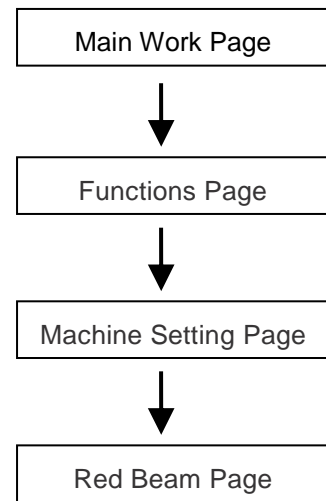 Main Work Page
Functions Page
Machine Setting Page
Red Beam Page